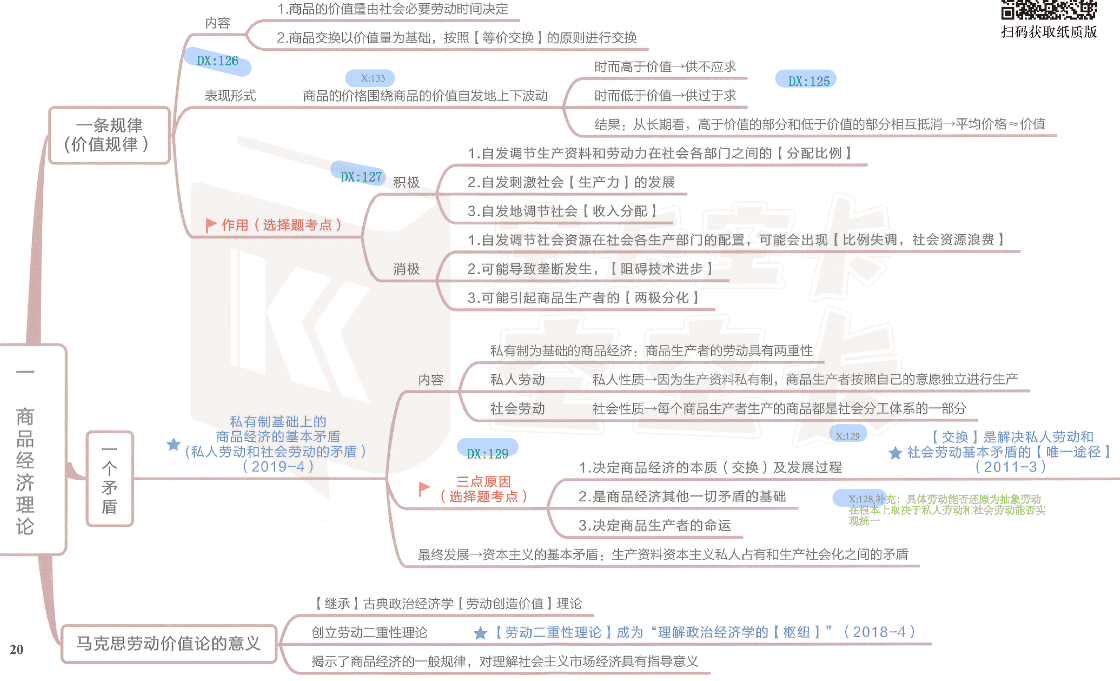 扫码获取纸质版
内容
1.商品的价值量由社会必要劳动时间决定
2.商品交换以价值量为基础，按照【等价交换】的原则进行交换
DX:126
X:133
DX:125
一条规律
(价值规律）
表现形式
商品的价格围绕商品的价值自发地上下波动
时而高于价值→供不应求
时而低于价值→供过于求
结果：从长期看，高于价值的部分和低于价值的部分相互抵消→平均价格≈价值
DX:127
作用（选择题考点）
积极
1.自发调节生产资料和劳动力在社会各部门之间的【分配比例】
2.自发刺激社会【生产力】的发展
3.自发地调节社会【收入分配】
消极
1.自发调节社会资源在社会各生产部门的配置，可能会出现【比例失调，社会资源浪费】
2.可能导致垄断发生，【阻碍技术进步】
3.可能引起商品生产者的【两极分化】
一 商品经济理论
一个矛盾
私有制基础上的
商品经济的基本矛盾
(私人劳动和社会劳动的矛盾）
（2019-4）
内容
私有制为基础的商品经济：商品生产者的劳动具有两重性
私人劳动 私人性质→因为生产资料私有制，商品生产者按照自己的意愿独立进行生产
社会劳动 社会性质→每个商品生产者生产的商品都是社会分工体系的一部分
DX:129
三点原因
（选择题考点）
1.决定商品经济的本质（交换）及发展过程
X:129
【交换】是解决私人劳动和
社会劳动基本矛盾的【唯一途径】
（2011-3）
2.是商品经济其他一切矛盾的基础
X:128,补充：具体劳动能否还原为抽象劳动
在根本上取决于私人劳动和社会劳动能否实
现统一
3.决定商品生产者的命运
最终发展→资本主义的基本矛盾：生产资料资本主义私人占有和生产社会化之间的矛盾
马克思劳动价值论的意义
【继承】古典政治经济学【劳动创造价值】理论
创立劳动二重性理论
【劳动二重性理论】成为“理解政治经济学的【枢纽】”（2018-4）
揭示了商品经济的一般规律，对理解社会主义市场经济具有指导意义
20